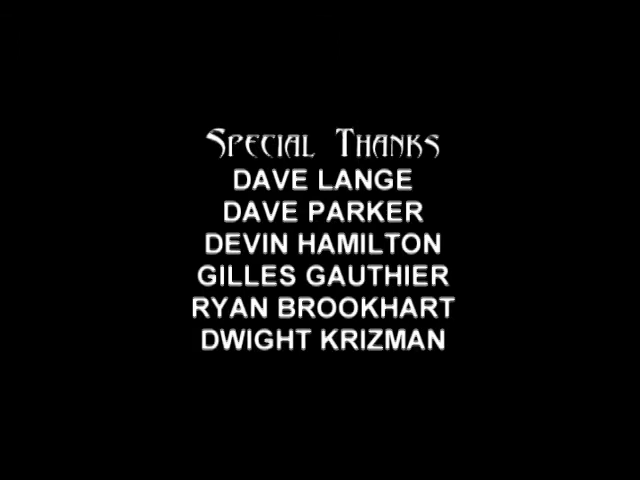 Special Thanks
DAVE LANGE
DAVE PARKER
DEVIN HAMILTON
GILLES GAUTHIER
RYAN BROOKHART
DWIGHT KRIZMAN